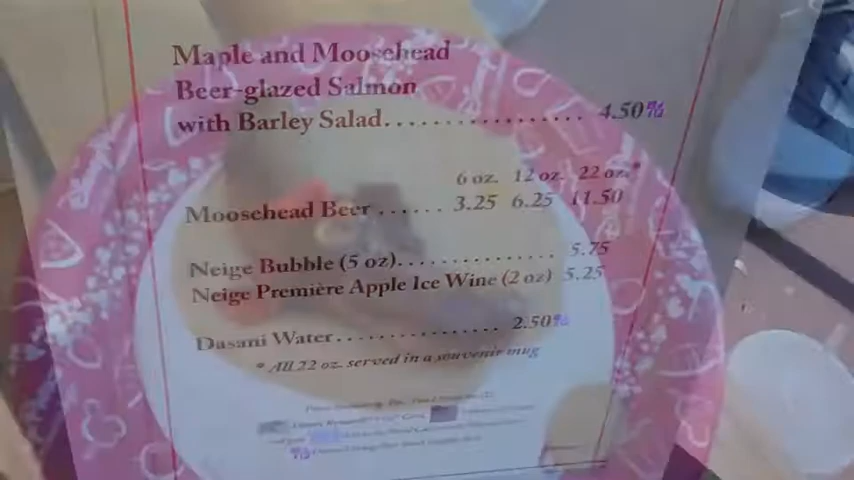 Maple and Moosehead
Beer-glazed Salmon
with Barley Salad................ 4.50
6 oz. 12 oz. 22 oz.*
Moosehead Beer ...... 3.25 6.25 11.50
Neige Bubble (5 oz)............... 5.75
Neige Première Apple Ice Wine (2 oz) 5.25
Dasani Water............... 2.50
* All 22 oz. served in a souvenir mug